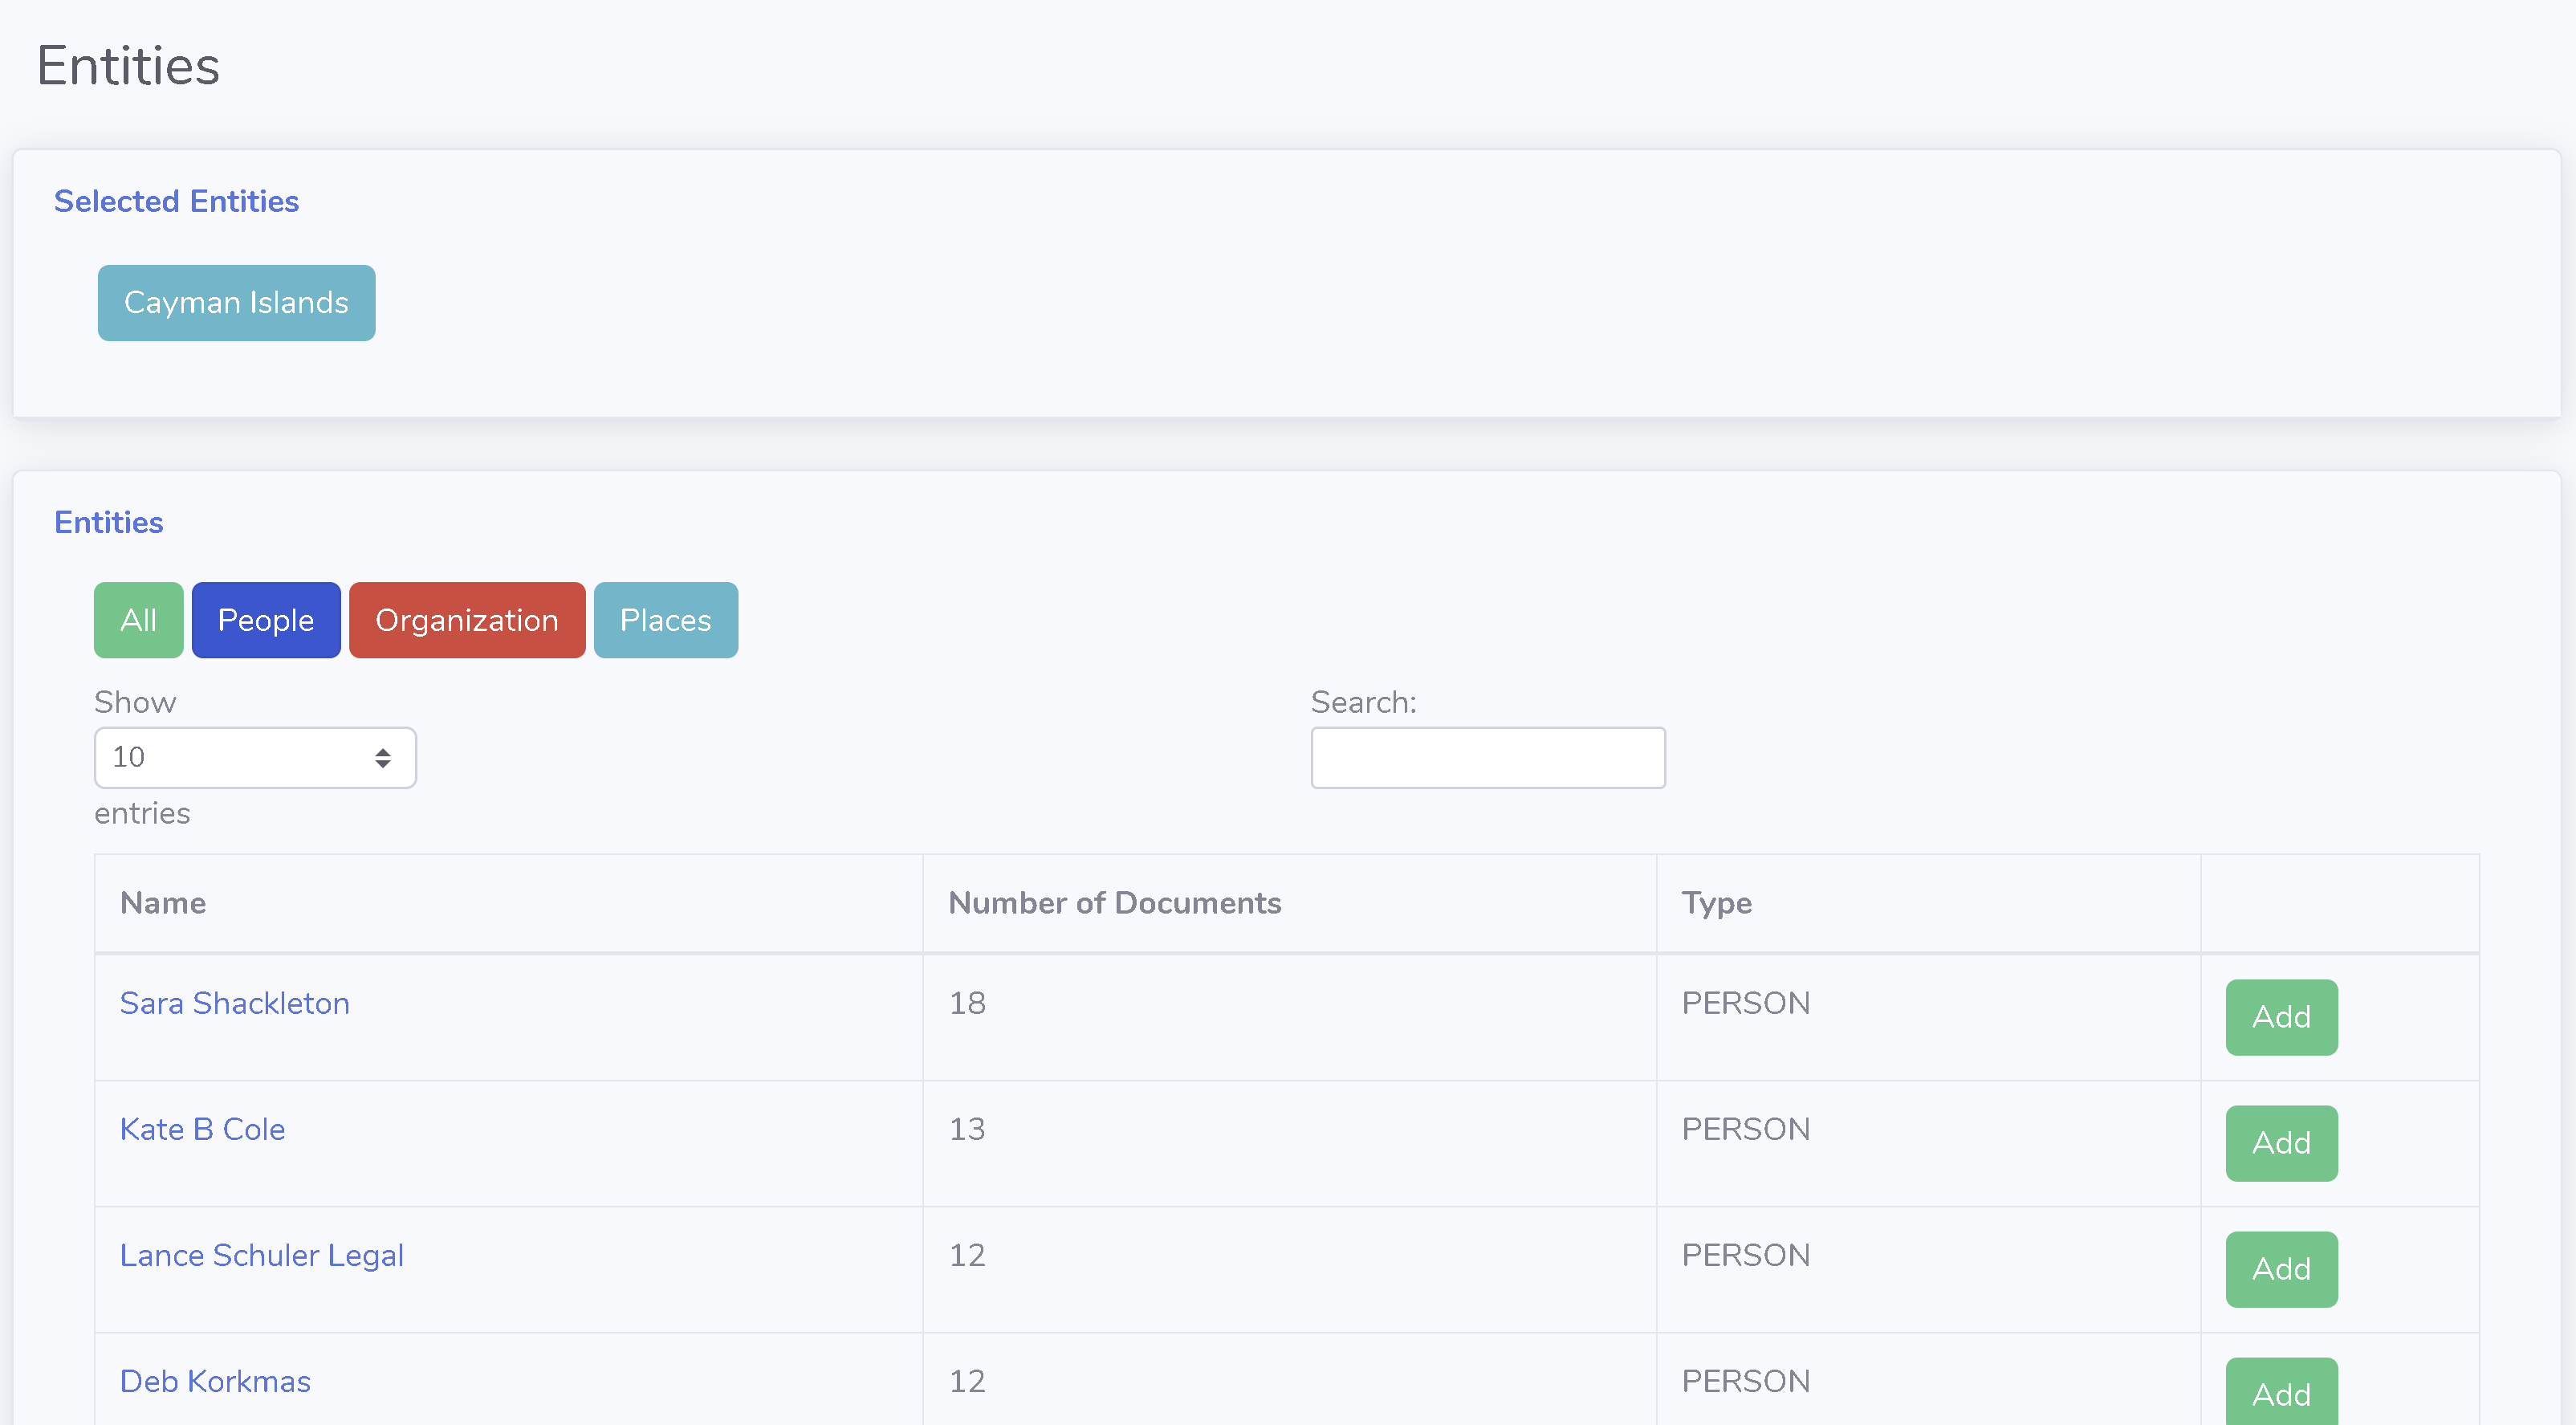 Entities
Selected Entities
Cayman Islands
Entities
All People Organization Places
Show
Search:
10
entries
Name Number of Documents Type
Sara Shackleton 18 PERSON Add
Kate B Cole 13 PERSON Add
Lance Schuler Legal 12 PERSON Add
Deb Korkmas 12 PERSON Add